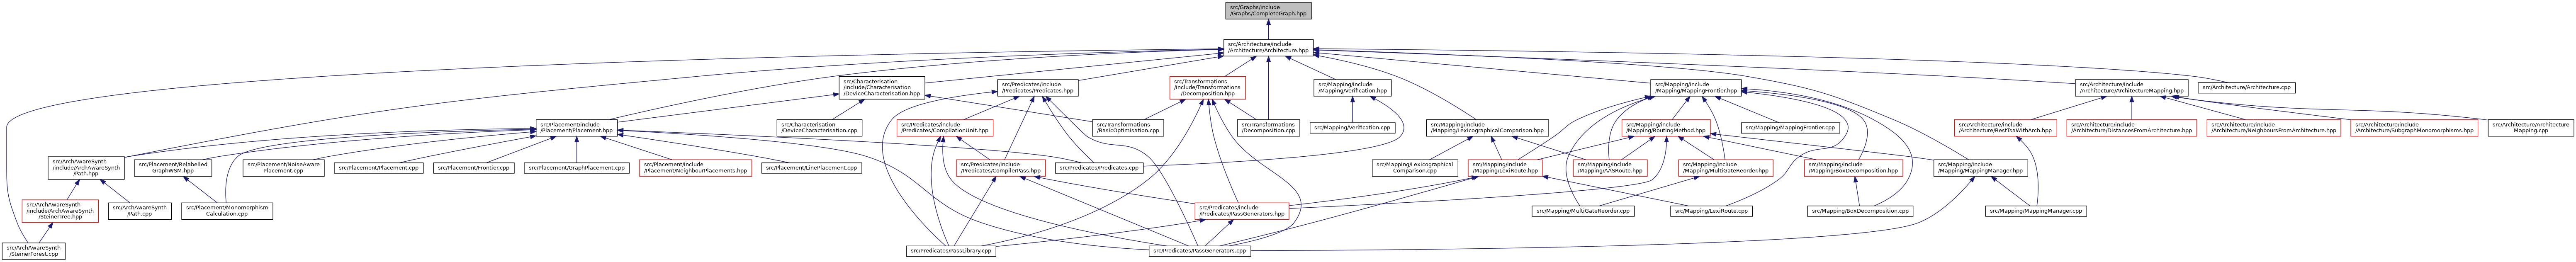 src/Graphs/include
/Graphs/CompleteGraph.hpp
src/Architecture/include
/Architecture/Architecture.hpp
src/Characterisation
/include/Characterisation
/DeviceCharacterisation.hpp
src/Predicates/include
/Predicates/Predicates.hpp
src/Transformations
/include/Transformations
/Decomposition.hpp
src/Mapping/include
/Mapping/Verification.hpp
src/Mapping/include
/Mapping/MappingFrontier.hpp
src/Architecture/include
/Architecture/ArchitectureMapping.hpp
src/Architecture/Architecture.cpp
src/Placement/include
/Placement/Placement.hpp
src/Characterisation
/DeviceCharacterisation.cpp
src/Predicates/include
/Predicates/CompilationUnit.hpp
src/Transformations
/BasicOptimisation.cpp
src/Transformations
/Decomposition.cpp
src/Mapping/Verification.cpp
src/Mapping/include
/Mapping/LexicographicalComparison.hpp
src/Mapping/include
/Mapping/RoutingMethod.hpp
src/Mapping/MappingFrontier.cpp
src/Architecture/include
/Architecture/BestTsaWithArch.hpp
src/Architecture/include
/Architecture/DistancesFromArchitecture.hpp
src/Architecture/include
/Architecture/NeighboursFromArchitecture.hpp
src/Architecture/include
/Architecture/SubgraphMonomorphisms.hpp
src/Architecture/Architecture
Mapping.cpp
src/ArchAwareSynth
/include/ArchAwareSynth
/Path.hpp
src/Placement/Relabelled
GraphWSM.hpp
src/Placement/NoiseAware
Placement.cpp
src/Placement/Placement.cpp
src/Placement/Frontier.cpp
src/Placement/GraphPlacement.cpp
src/Placement/include
/Placement/NeighbourPlacements.hpp
src/Placement/LinePlacement.cpp
src/Predicates/include
/Predicates/CompilerPass.hpp
src/Predicates/Predicates.cpp
src/Mapping/Lexicographical
Comparison.cpp
src/Mapping/include
/Mapping/LexiRoute.hpp
src/Mapping/include
/Mapping/AASRoute.hpp
src/Mapping/include
/Mapping/MultiGateReorder.hpp
src/Mapping/include
/Mapping/BoxDecomposition.hpp
src/Mapping/include
/Mapping/MappingManager.hpp
src/ArchAwareSynth
/include/ArchAwareSynth
/SteinerTree.hpp
src/ArchAwareSynth
/Path.cpp
src/Placement/Monomorphism
Calculation.cpp
src/Predicates/include
/Predicates/PassGenerators.hpp
src/Mapping/MultiGateReorder.cpp
src/Mapping/LexiRoute.cpp
src/Mapping/BoxDecomposition.cpp
src/Mapping/MappingManager.cpp
src/ArchAwareSynth
/SteinerForest.cpp
src/Predicates/PassLibrary.cpp
src/Predicates/PassGenerators.cpp